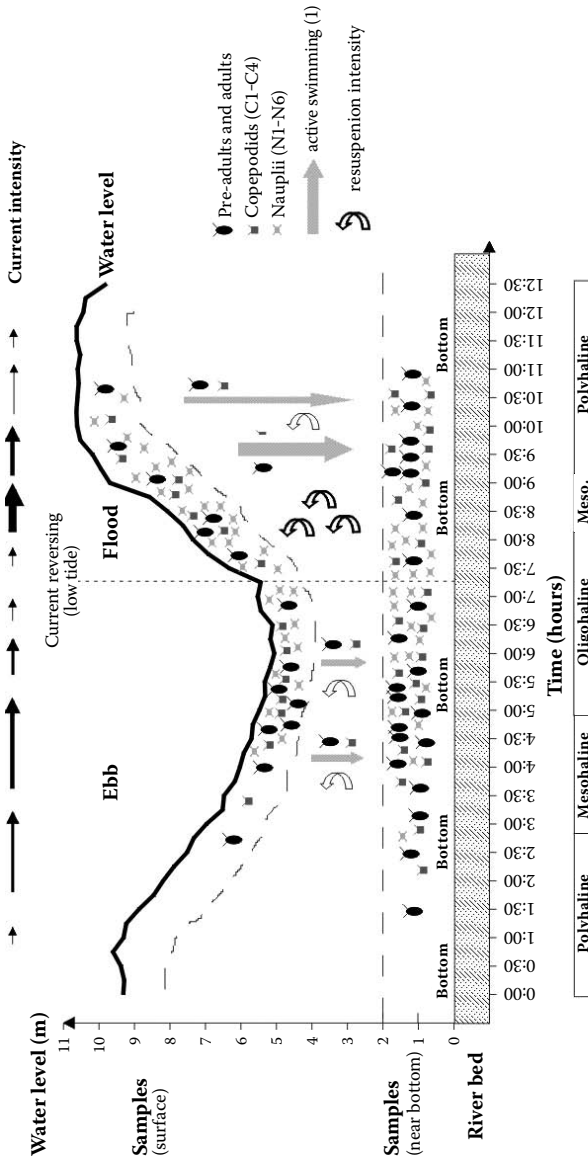 Current intensity
Water level (m)
11
10
9
8
7
6
5
4
3
2
1
0
Samples
(surface)
Samples
(near bottom)
River bed
Ebb
Current reversing
(low tide)
Flood
Water level
Pre-adults and adults
Copepodids (C1–C4)
Nauplii (N1–N6)
active swimming (1)
resuspenion intensity
Bottom
Bottom
Bottom
Bottom
Bottom
0:00
0:30
1:00
1:30
2:00
2:30
3:00
3:30
4:00
4:30
5:00
5:30
6:00
6:30
7:00
7:30
8:00
8:30
9:00
9:30
10:00
10:30
11:00
11:30
12:00
12:30
Time (hours)
Polyhaline
Mesohaline
Oligohaline
Meso.
Polyhaline